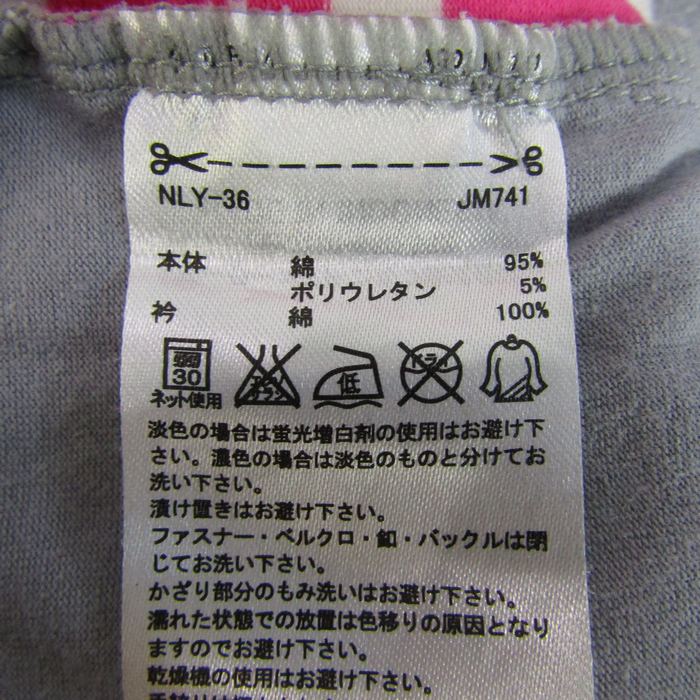 NLY-36 JM741
本体 綿 95%
ポリウレタン 5%
衿 綿 100%
30 低 ドライ
ネット使用
淡色の場合は蛍光増白剤の使用はお避け下
さい。濃色の場合は淡色のものと分けてお
洗い下さい。
漬け置きはお避け下さい。
ファスナー・ベルクロ・釦・バックルは閉
じてお洗い下さい。
かざり部分のもみ洗いはお避け下さい。
濡れた状態での放置は色移りの原因となり
ますのでお避け下さい。
乾燥機の使用はお避け下さい。